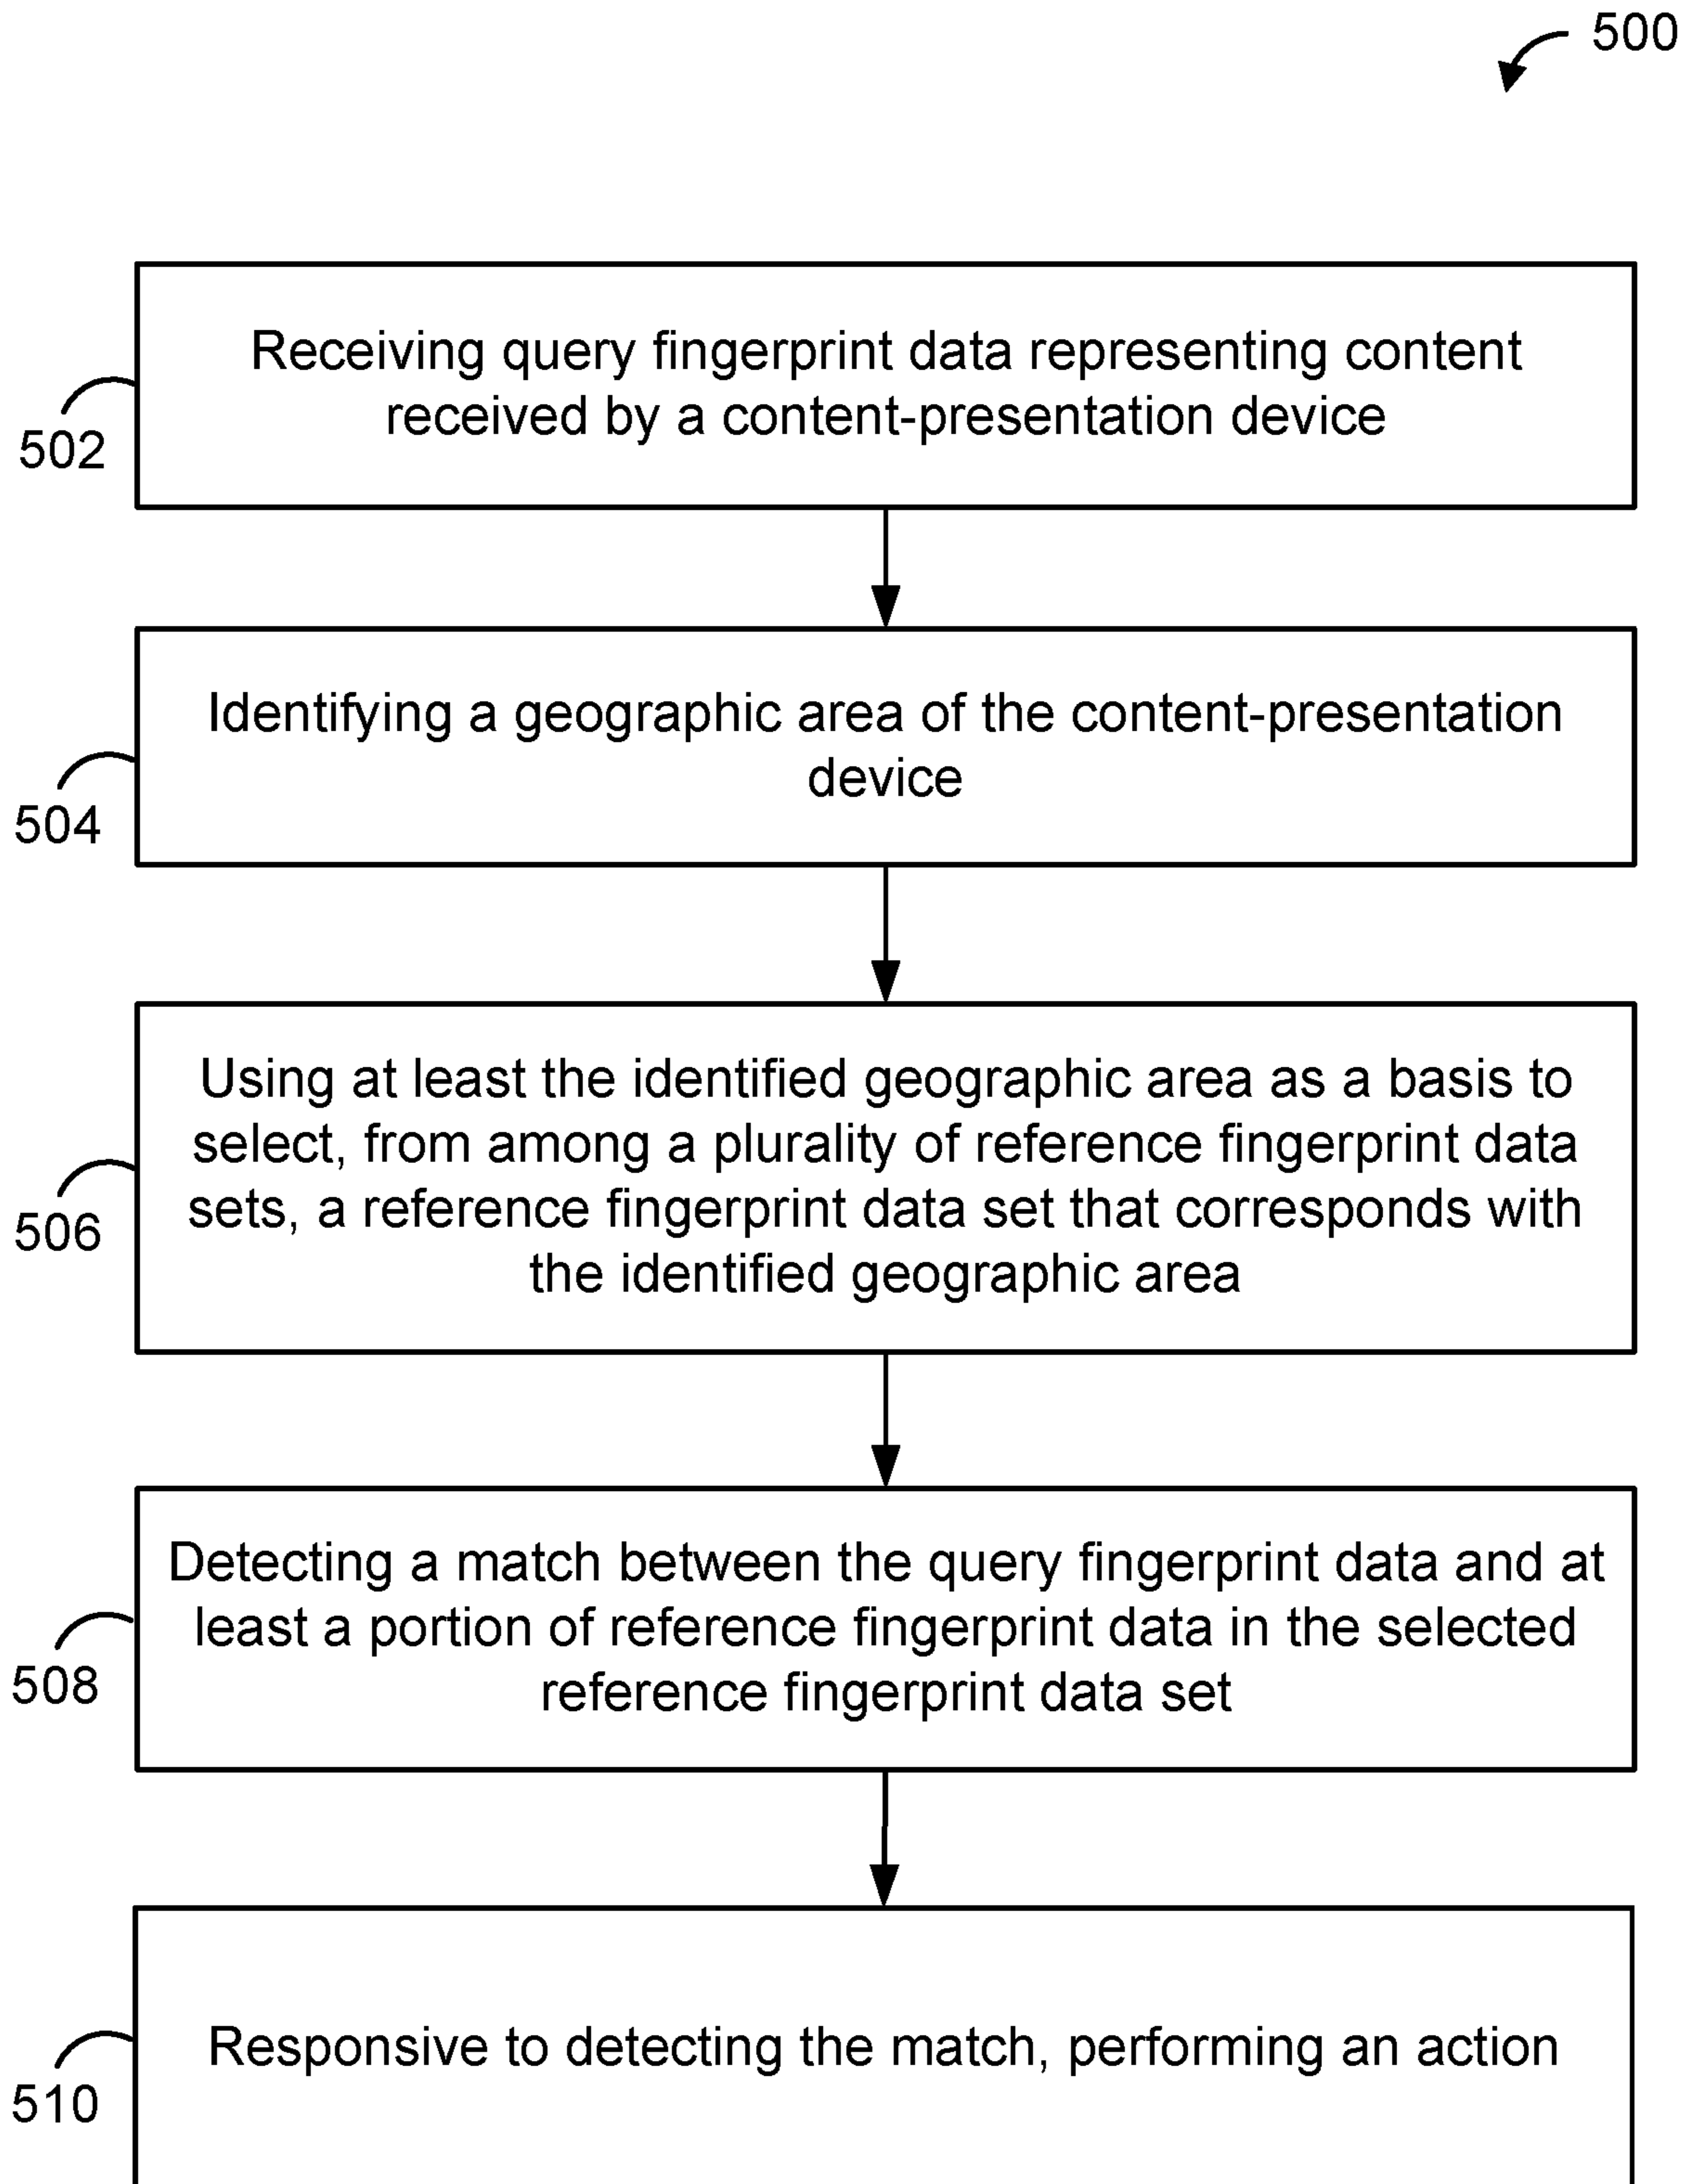 500
Receiving query fingerprint data representing content
received by a content-presentation device
502
Identifying a geographic area of the content-presentation
device
504
Using at least the identified geographic area as a basis to
select, from among a plurality of reference fingerprint data
sets, a reference fingerprint data set that corresponds with
the identified geographic area
506
Detecting a match between the query fingerprint data and at
least a portion of reference fingerprint data in the selected
reference fingerprint data set
508
Responsive to detecting the match, performing an action
510